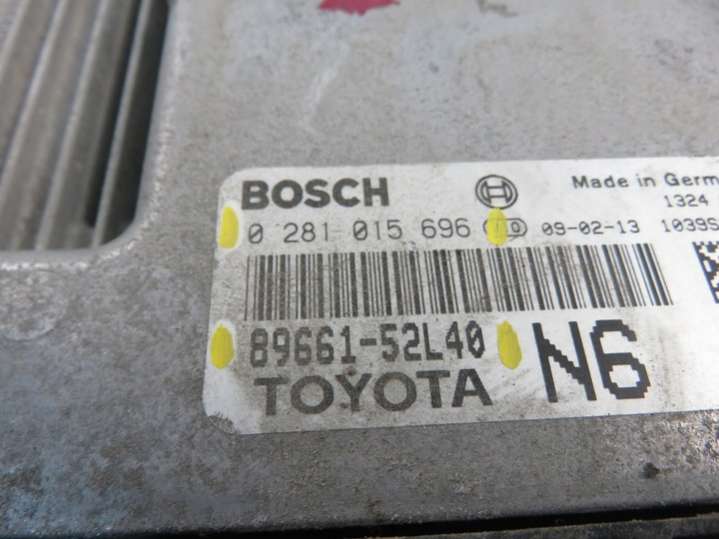 BOSCH Made in Germ
1324
0 281 015 696 09-02-13 1039S
89661-52L40 N6
TOYOTA